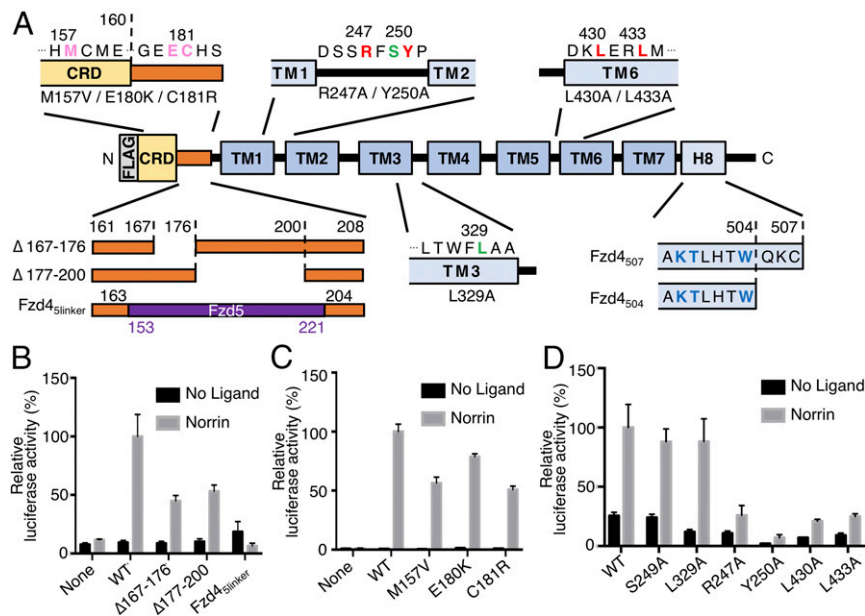 A
157 160 181 247 250 430 433
··· H M C M E - G E E C H S D S S R F S Y P D K L E R L M ···
CRD TM1 TM2 TM6
M157V / E180K / C181R R247A / Y250A L430A / L433A
N FLAG CRD TM1 TM2 TM3 TM4 TM5 TM6 TM7 H8 C
161 167 176 200 208
Δ 167-176
Δ 177-200
Fzd4₅linker 163 Fzd5 204
153 221
329
··· L T W F L A A
TM3
L329A
504 507
Fzd4₅₀₇ A K T L H T W Q K C
Fzd4₅₀₄ A K T L H T W
B
Relative
luciferase activity (%)
150
100
50
0
No Ligand
Norrin
None WT Δ167-176 Δ177-200 Fzd4₅linker
C
Relative
luciferase activity (%)
150
100
50
0
No Ligand
Norrin
None WT M157V E180K C181R
D
Relative
luciferase activity (%)
150
100
50
0
No Ligand
Norrin
WT S249A L329A R247A Y250A L430A L433A